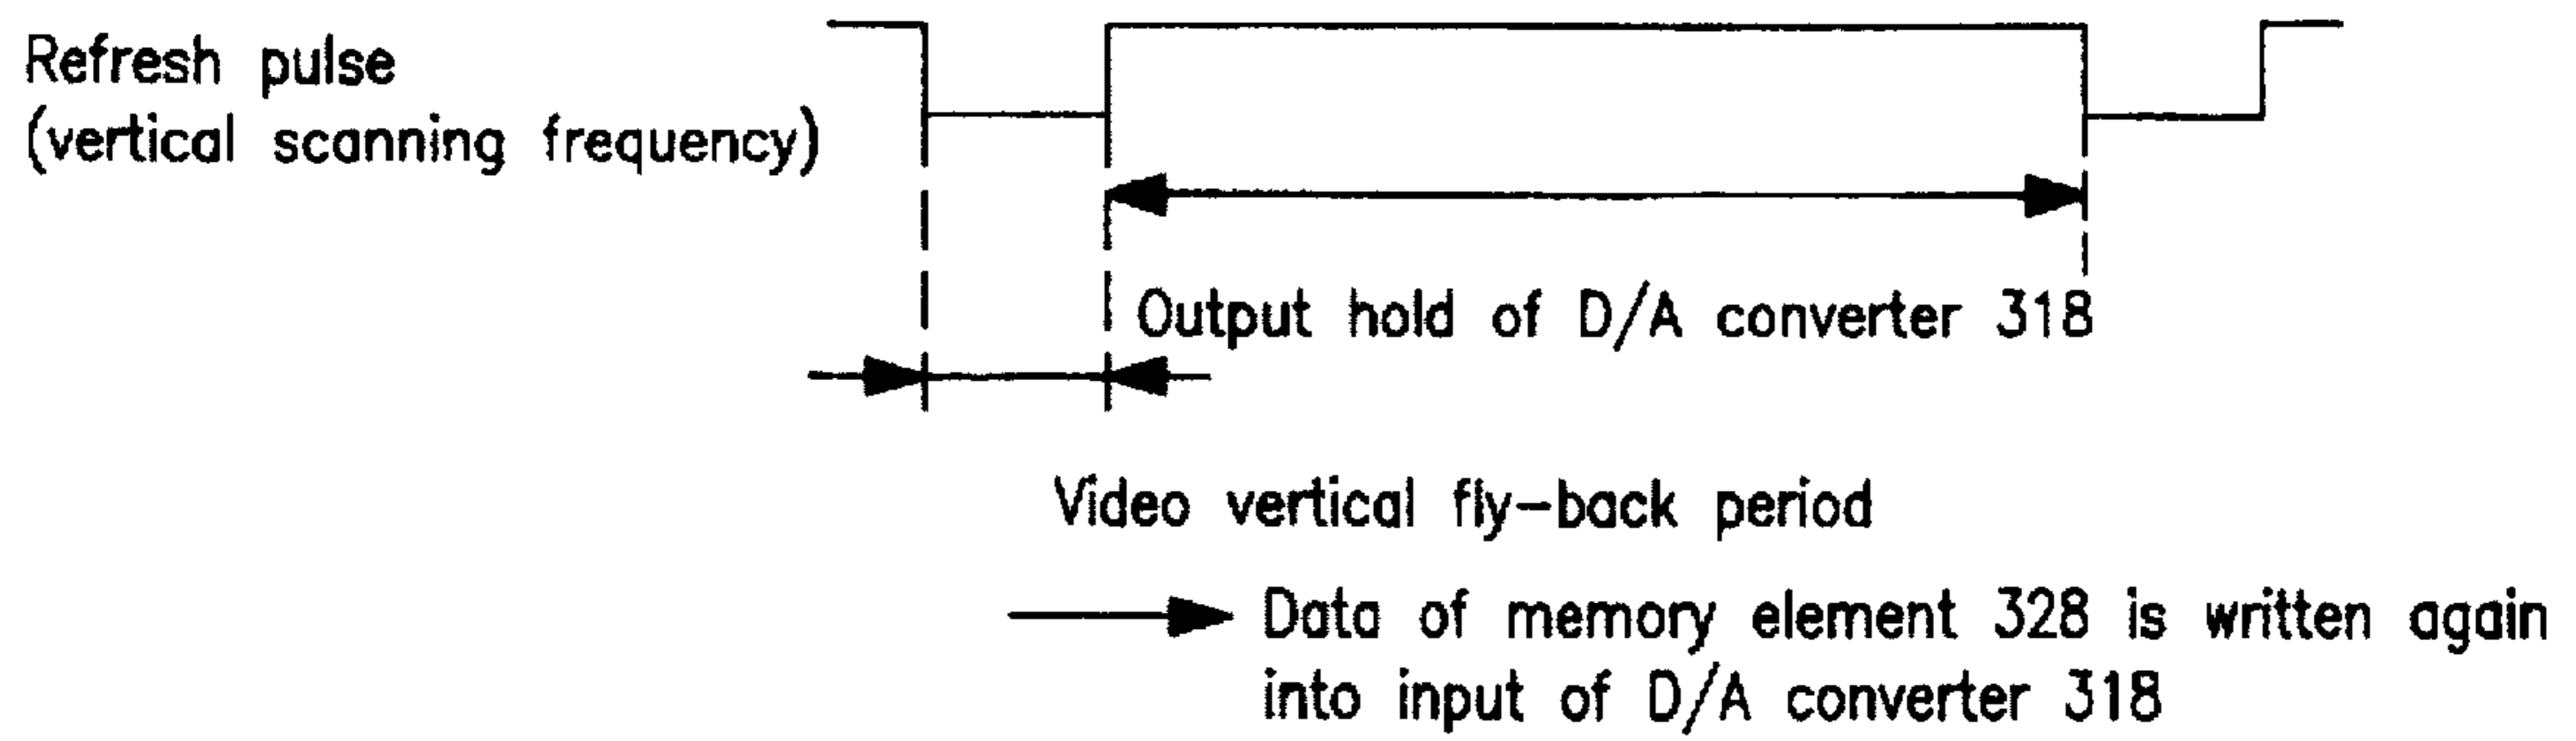 Refresh pulse
(vertical scanning frequency)
Output hold of D/A converter 318
Video vertical fly-back period
Data of memory element 328 is written again
into input of D/A converter 318